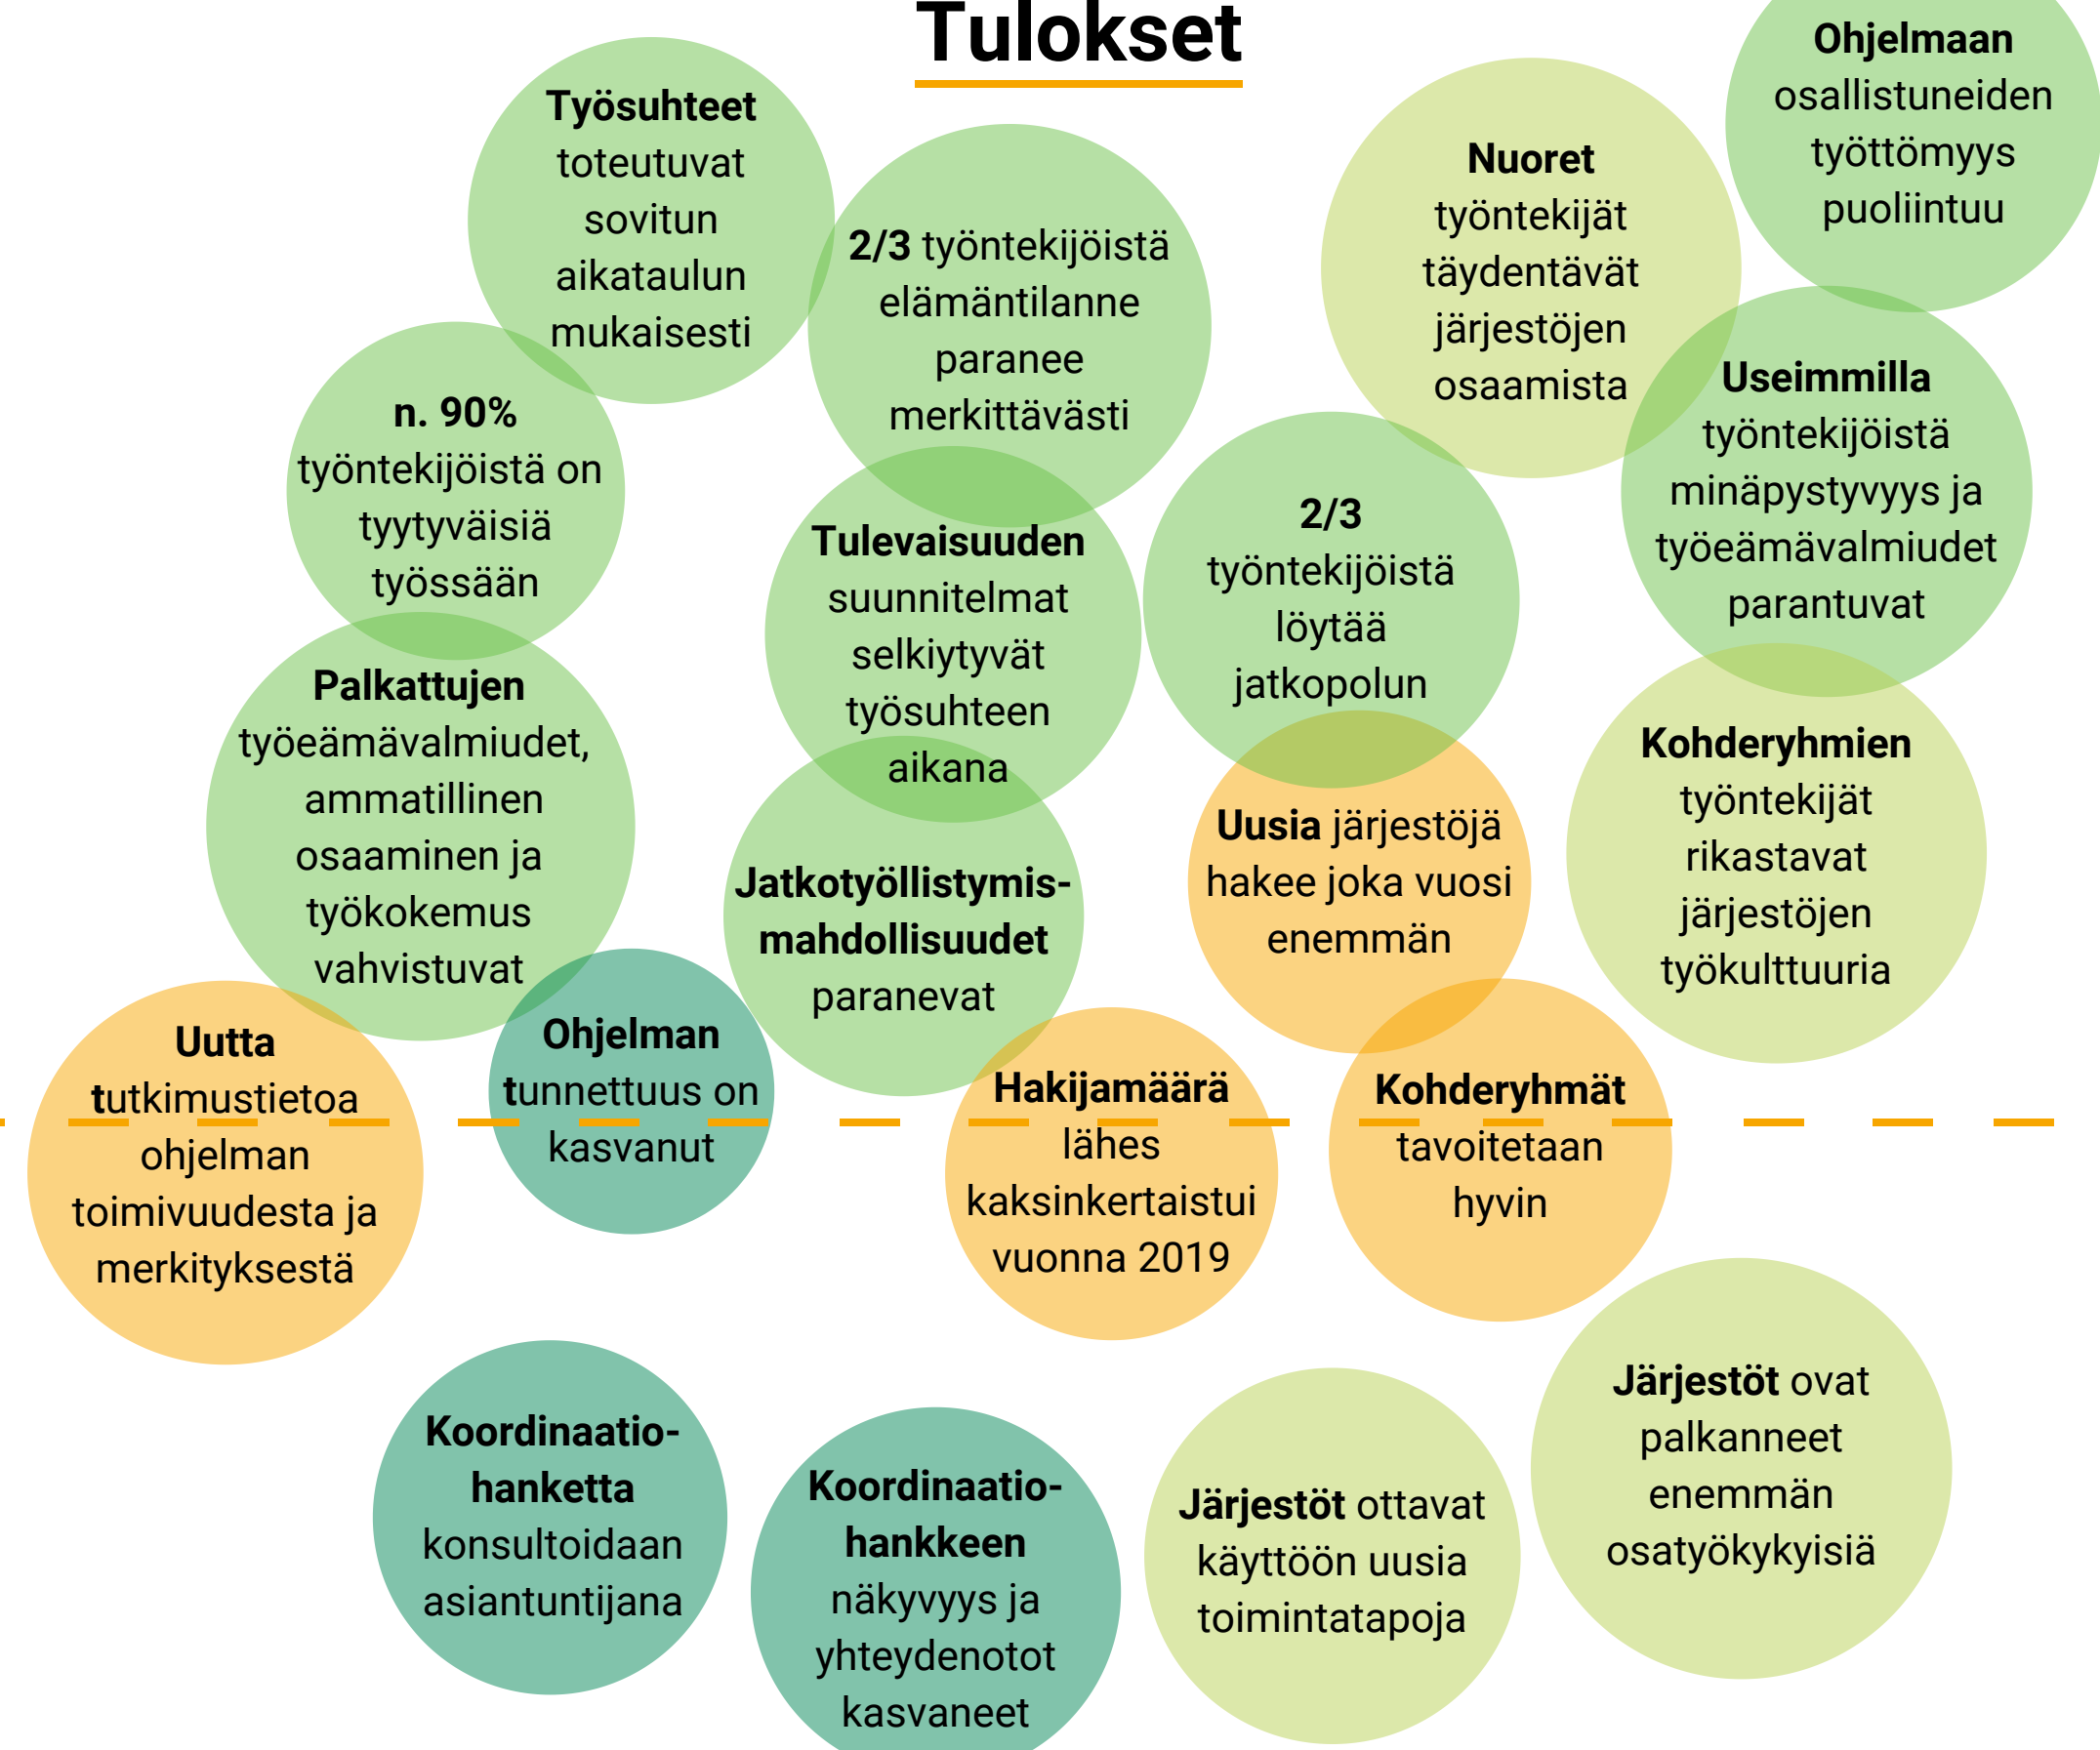 Tulokset
Työsuhteet
toteutuvat
sovitun
aikataulun
mukaisesti
2/3 työntekijöistä
elämäntilanne
paranee
merkittävästi
Nuoret
työntekijät
täydentävät
järjestöjen
osaamista
Ohjelmaan
osallistuneiden
työttömyys
puoliintuu
n. 90%
työntekijöistä on
tyytyväisiä
työssään
Tulevaisuuden
suunnitelmat
selkiytyvät
työsuhteen
aikana
2/3
työntekijöistä
löytää
jatkopolun
Useimmilla
työntekijöistä
minäpystyvyys ja
työeämävalmiudet
parantuvat
Palkattujen
työeämävalmiudet,
ammatillinen
osaaminen ja
työkokemus
vahvistuvat
Jatkotyöllistymis-
mahdollisuudet
paranevat
Uusia järjestöjä
hakee joka vuosi
enemmän
Kohderyhmien
työntekijät
rikastavat
järjestöjen
työkulttuuria
Uutta
tutkimustietoa
ohjelman
toimivuudesta ja
merkityksestä
Ohjelman
tunnettuus on
kasvanut
Hakijamäärä
lähes
kaksinkertaistui
vuonna 2019
Kohderyhmät
tavoitetaan
hyvin
Koordinaatio-
hanketta
konsultoidaan
asiantuntijana
Koordinaatio-
hankkeen
näkyvyys ja
yhteydenotot
kasvaneet
Järjestöt ottavat
käyttöön uusia
toimintatapoja
Järjestöt ovat
palkanneet
enemmän
osatyökykyisiä